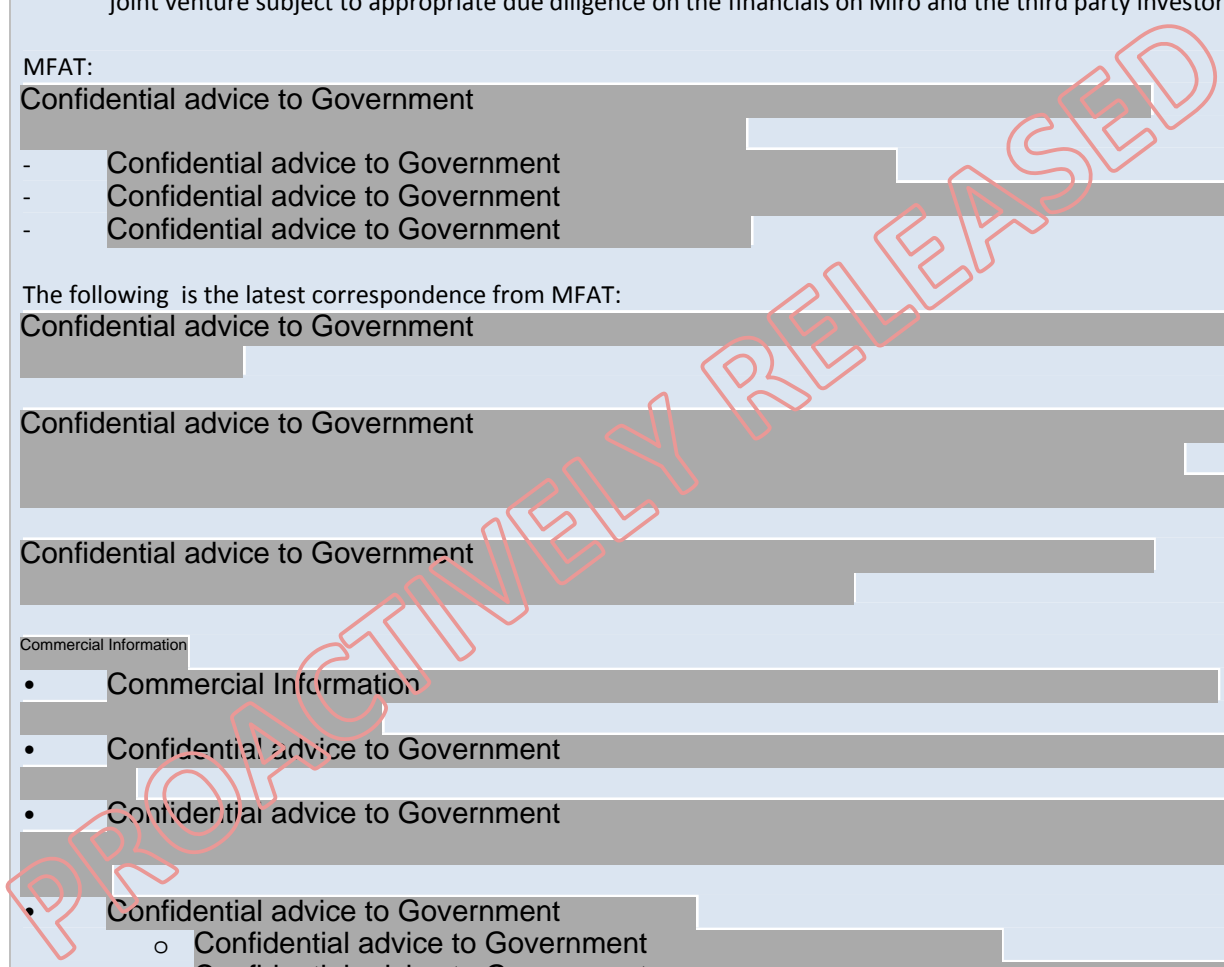 joint venture subject to appropriate due diligence on the financials on Miro and the third party investor
MFAT:
Confidential advice to Government
- Confidential advice to Government
- Confidential advice to Government
- Confidential advice to Government
The following  is the latest correspondence from MFAT:
Confidential advice to Government
Confidential advice to Government
Confidential advice to Government
Commercial Information
• Commercial Information
• Confidential advice to Government
• Confidential advice to Government
• Confidential advice to Government
o Confidential advice to Government
Confidential advice to Government
PROACTIVELY RELEASED